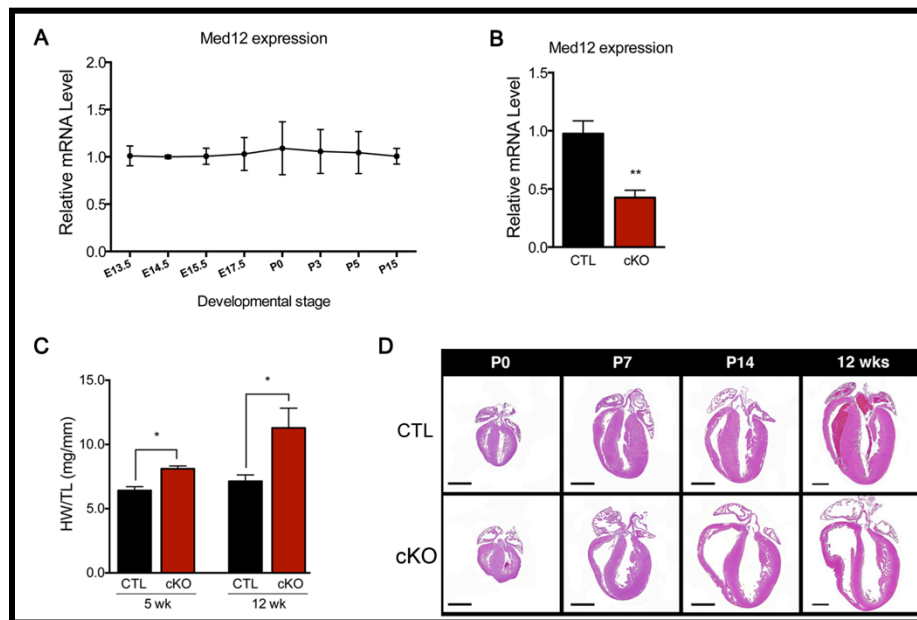 A
Med12 expression
Relative mRNA Level
2.0
1.5
1.0
0.5
0.0
E13.5 E14.5 E15.5 E17.5 P0 P3 P5 P15
Developmental stage
B
Med12 expression
Relative mRNA Level
1.5
1.0
0.5
0.0
**
CTL cKO
C
HW/TL (mg/mm)
15.0
10.0
5.0
0.0
*
*
CTL cKO CTL cKO
5 wk 12 wk
D
P0 P7 P14 12 wks
CTL
cKO